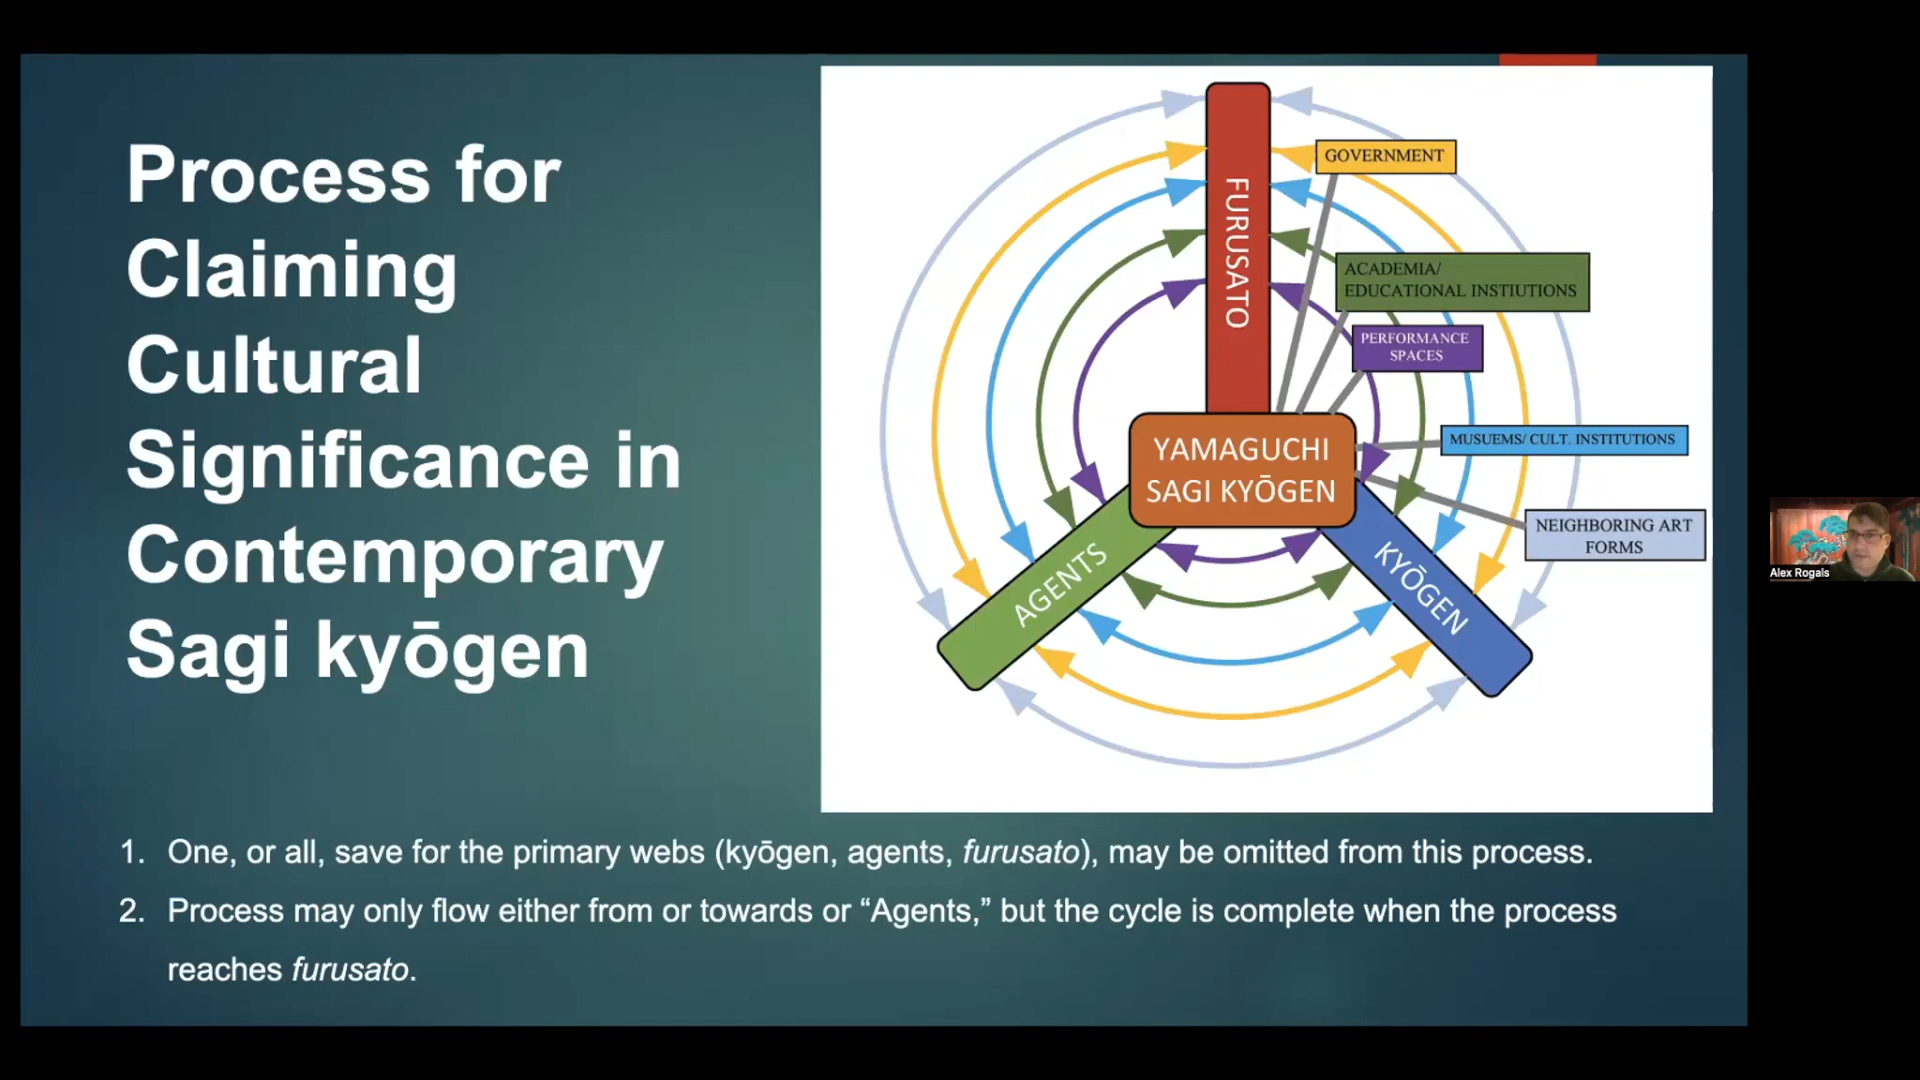 Process for
Claiming
Cultural
Significance in
Contemporary
Sagi kyōgen
FURUSATO
GOVERNMENT
ACADEMIA/
EDUCATIONAL INSTIUTIONS
PERFORMANCE
SPACES
YAMAGUCHI
SAGI KYŌGEN
MUSUEMS/ CULT. INSTITUTIONS
NEIGHBORING ART
FORMS
AGENTS
KYŌGEN
1. One, or all, save for the primary webs (kyōgen, agents, furusato), may be omitted from this process.
2. Process may only flow either from or towards or “Agents,” but the cycle is complete when the process
reaches furusato.
Alex Rogals